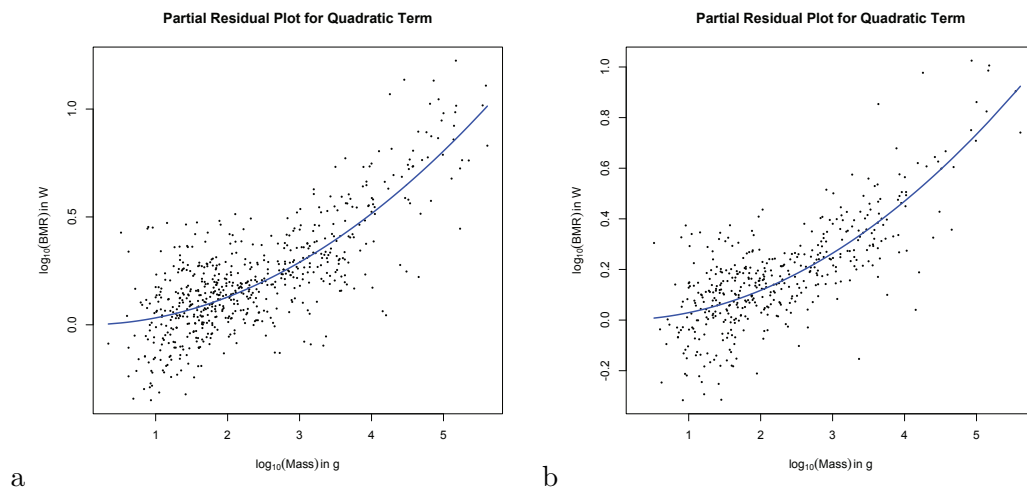 Partial Residual Plot for Quadratic Term
1.0
0.5
0.0
log₁₀(BMR) in W
1 2 3 4 5
log₁₀(Mass) in g
a
Partial Residual Plot for Quadratic Term
1.0
0.8
0.6
0.4
0.2
0.0
-0.2
log₁₀(BMR) in W
1 2 3 4 5
log₁₀(Mass) in g
b